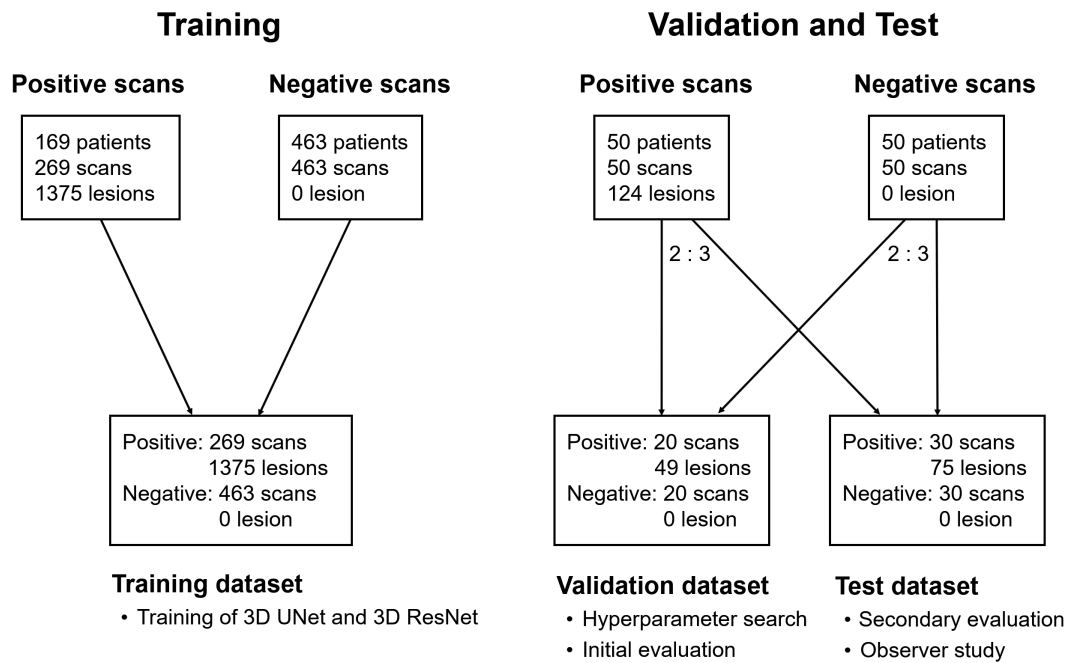 Training
Positive scans
Negative scans
169 patients
269 scans
1375 lesions
463 patients
463 scans
0 lesion
Positive: 269 scans
1375 lesions
Negative: 463 scans
0 lesion
Training dataset
• Training of 3D UNet and 3D ResNet
Validation and Test
Positive scans
Negative scans
50 patients
50 scans
124 lesions
50 patients
50 scans
0 lesion
2 : 3
2 : 3
Positive: 20 scans
49 lesions
Negative: 20 scans
0 lesion
Validation dataset
• Hyperparameter search
• Initial evaluation
Positive: 30 scans
75 lesions
Negative: 30 scans
0 lesion
Test dataset
• Secondary evaluation
• Observer study